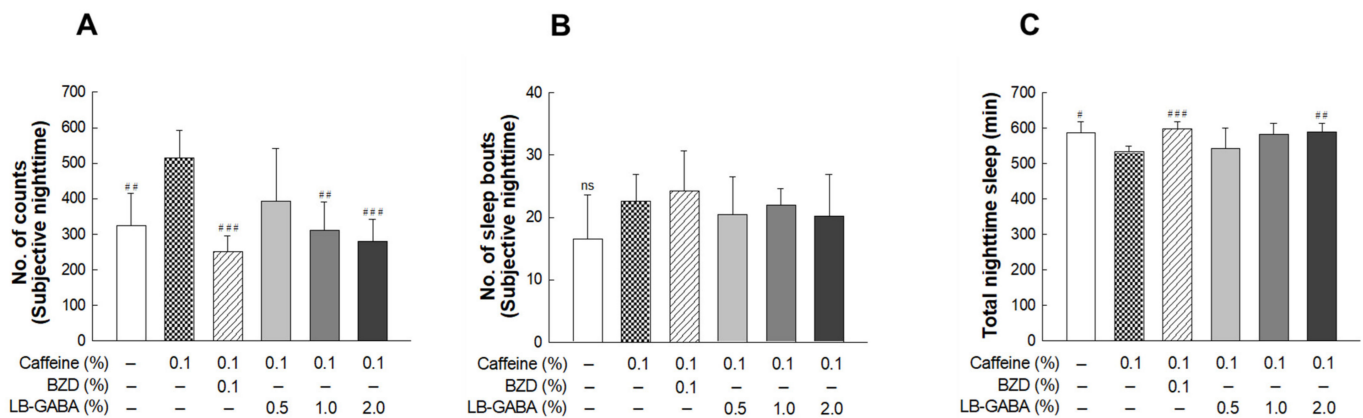 A
No. of counts
(Subjective nighttime)
700
600
500
400
300
200
100
0
##
###
##
###
Caffeine (%) – 0.1 0.1 0.1 0.1 0.1
BZD (%) – – 0.1 – – –
LB-GABA (%) – – – 0.5 1.0 2.0
B
No. of sleep bouts
(Subjective nighttime)
40
30
20
10
0
ns
Caffeine (%) – 0.1 0.1 0.1 0.1 0.1
BZD (%) – – 0.1 – – –
LB-GABA (%) – – – 0.5 1.0 2.0
C
Total nighttime sleep (min)
700
600
500
400
300
200
100
0
#
###
##
Caffeine (%) – 0.1 0.1 0.1 0.1 0.1
BZD (%) – – 0.1 – – –
LB-GABA (%) – – – 0.5 1.0 2.0